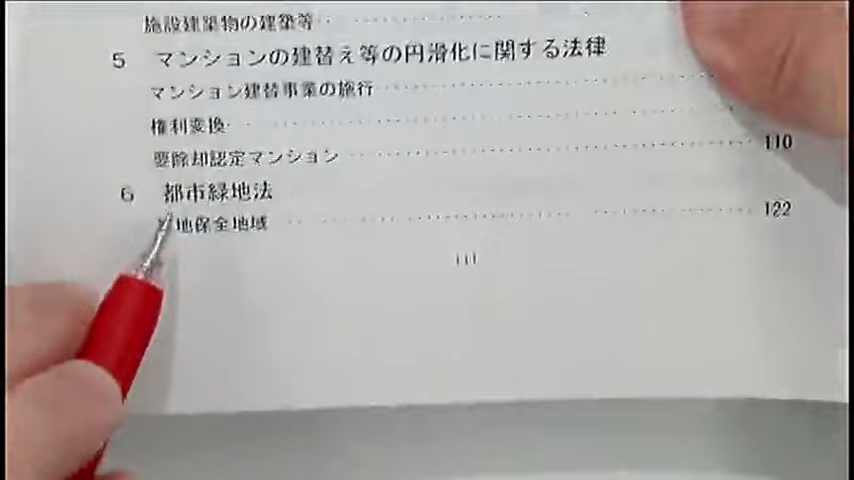 施設建築物の建築等
5 マンションの建替え等の円滑化に関する法律
マンション建替事業の施行
権利変換
要除却認定マンション 110
6 都市緑地法
地保全地域 122